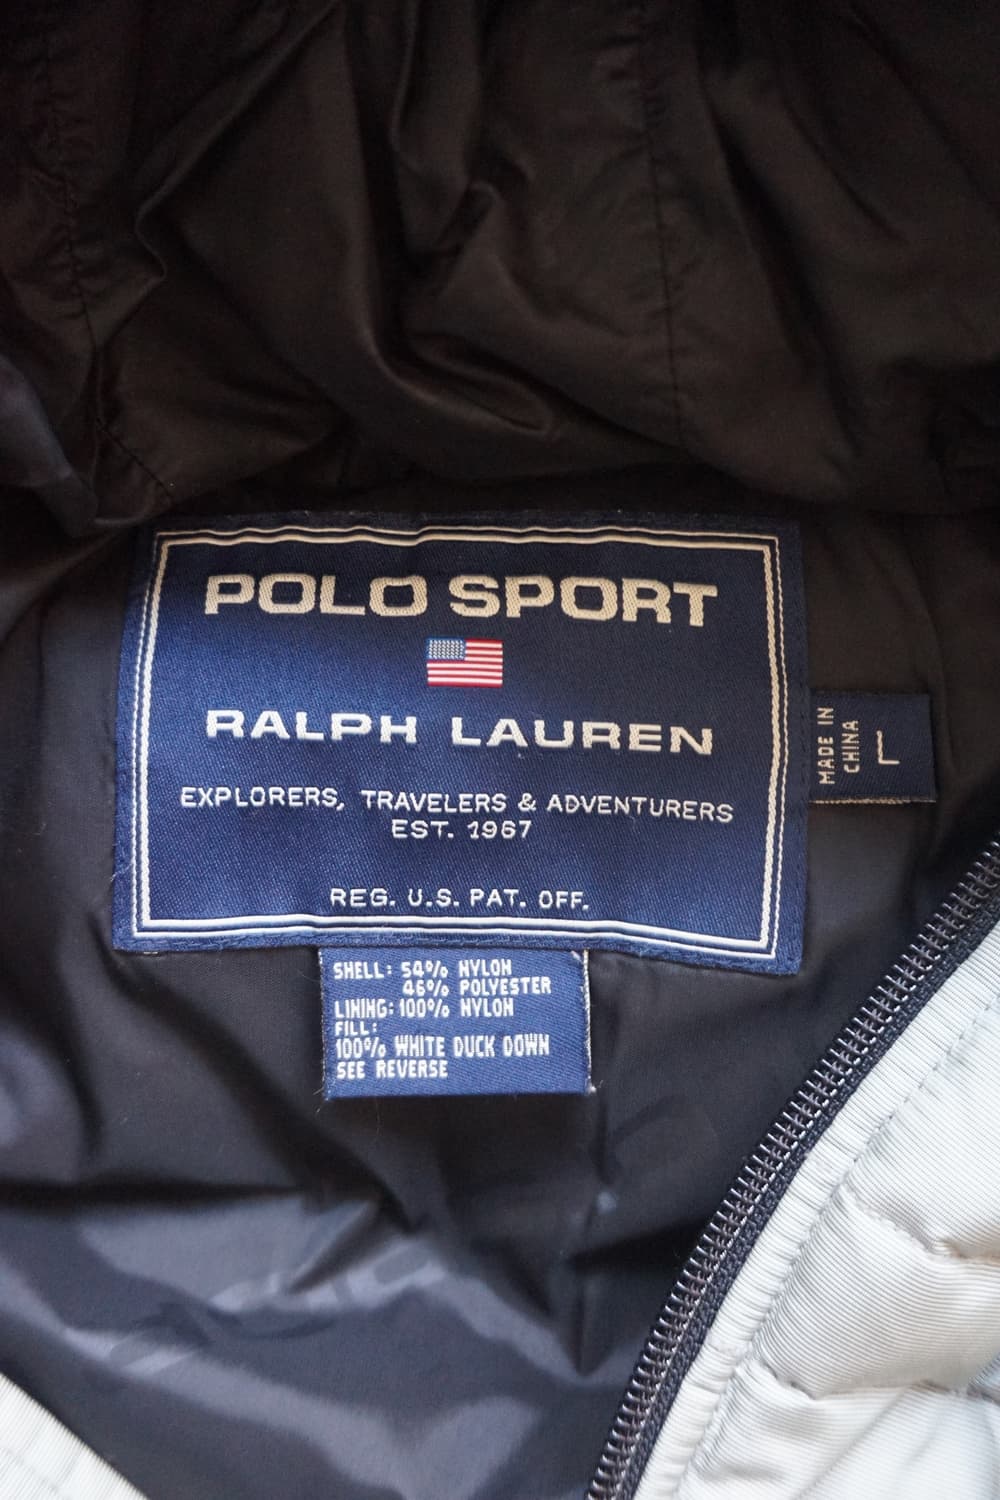 POLO SPORT
RALPH LAUREN
EXPLORERS, TRAVELERS & ADVENTURERS
EST. 1967
REG. U.S. PAT. OFF.
MADE IN
CHINA
L
SHELL: 54% NYLON
46% POLYESTER
LINING: 100% NYLON
FILL:
100% WHITE DUCK DOWN
SEE REVERSE